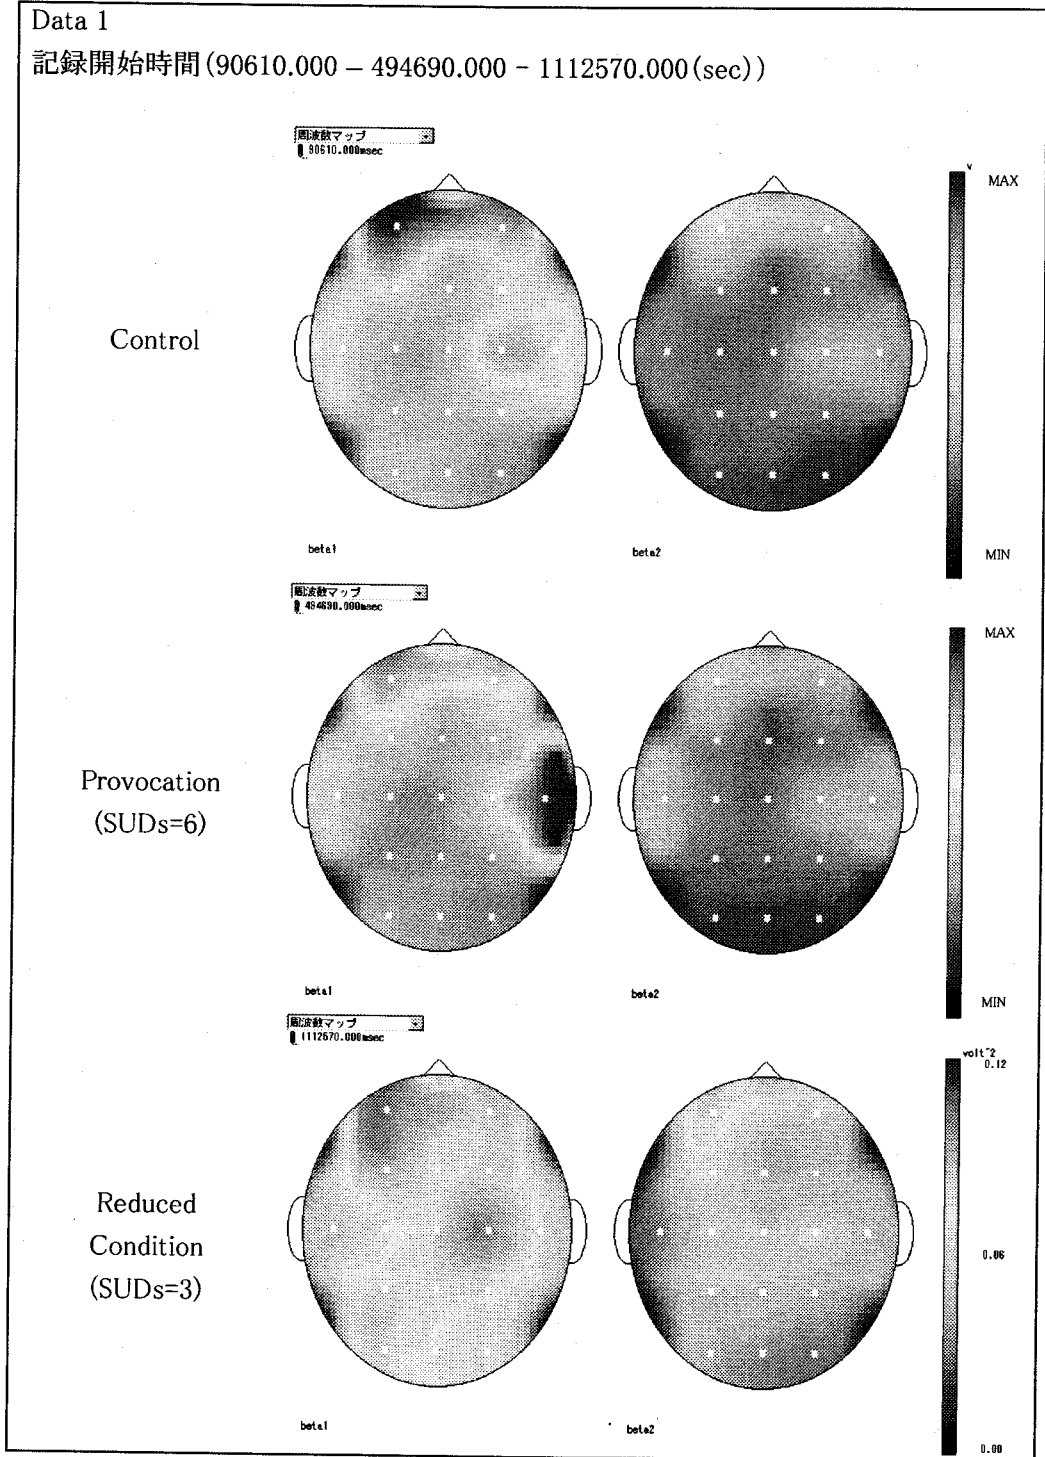 Data 1
記録開始時間(90610.000 – 494690.000 - 1112570.000(sec))
周波数マップ
90610.000msec
v
MAX
Control
MIN
beta1
beta2
周波数マップ
494690.000msec
MAX
Provocation
(SUDs=6)
MIN
beta1
beta2
周波数マップ
1112570.000msec
volt^2
0.12
Reduced
Condition
(SUDs=3)
0.06
beta1
beta2
0.00